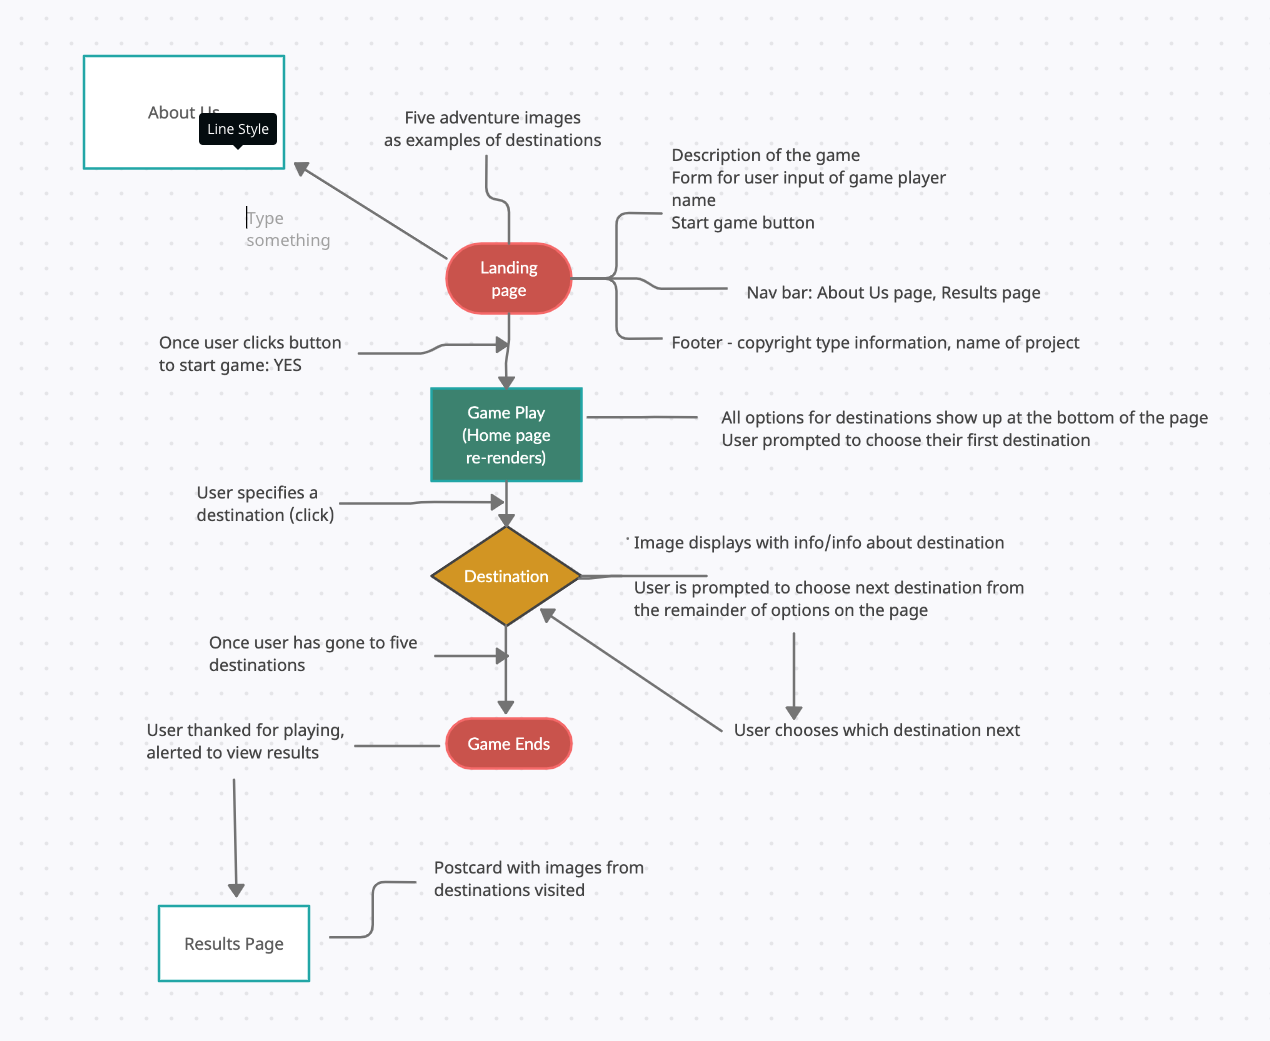 About Us
Line Style
Five adventure images
as examples of destinations
Description of the game
Form for user input of game player
name
Start game button
Type
something
Landing
page
Nav bar: About Us page, Results page
Once user clicks button
to start game: YES
Footer - copyright type information, name of project
Game Play
(Home page
re-renders)
All options for destinations show up at the bottom of the page
User prompted to choose their first destination
User specifies a
destination (click)
Image displays with info/info about destination
Destination
User is prompted to choose next destination from
the remainder of options on the page
Once user has gone to five
destinations
User thanked for playing,
alerted to view results
Game Ends
User chooses which destination next
Postcard with images from
destinations visited
Results Page